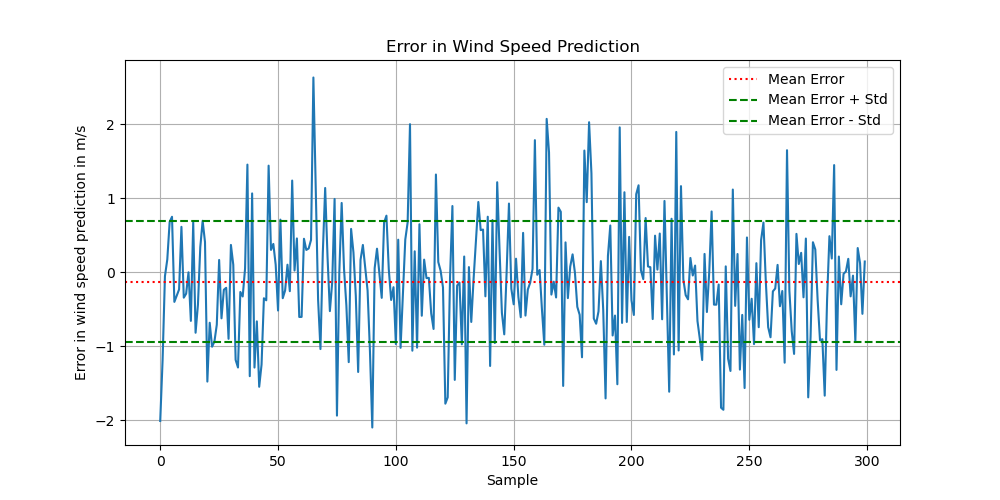 Error in Wind Speed Prediction
Error in wind speed prediction in m/s
2
1
0
−1
−2
0 50 100 150 200 250 300
Sample
Mean Error
Mean Error + Std
Mean Error - Std